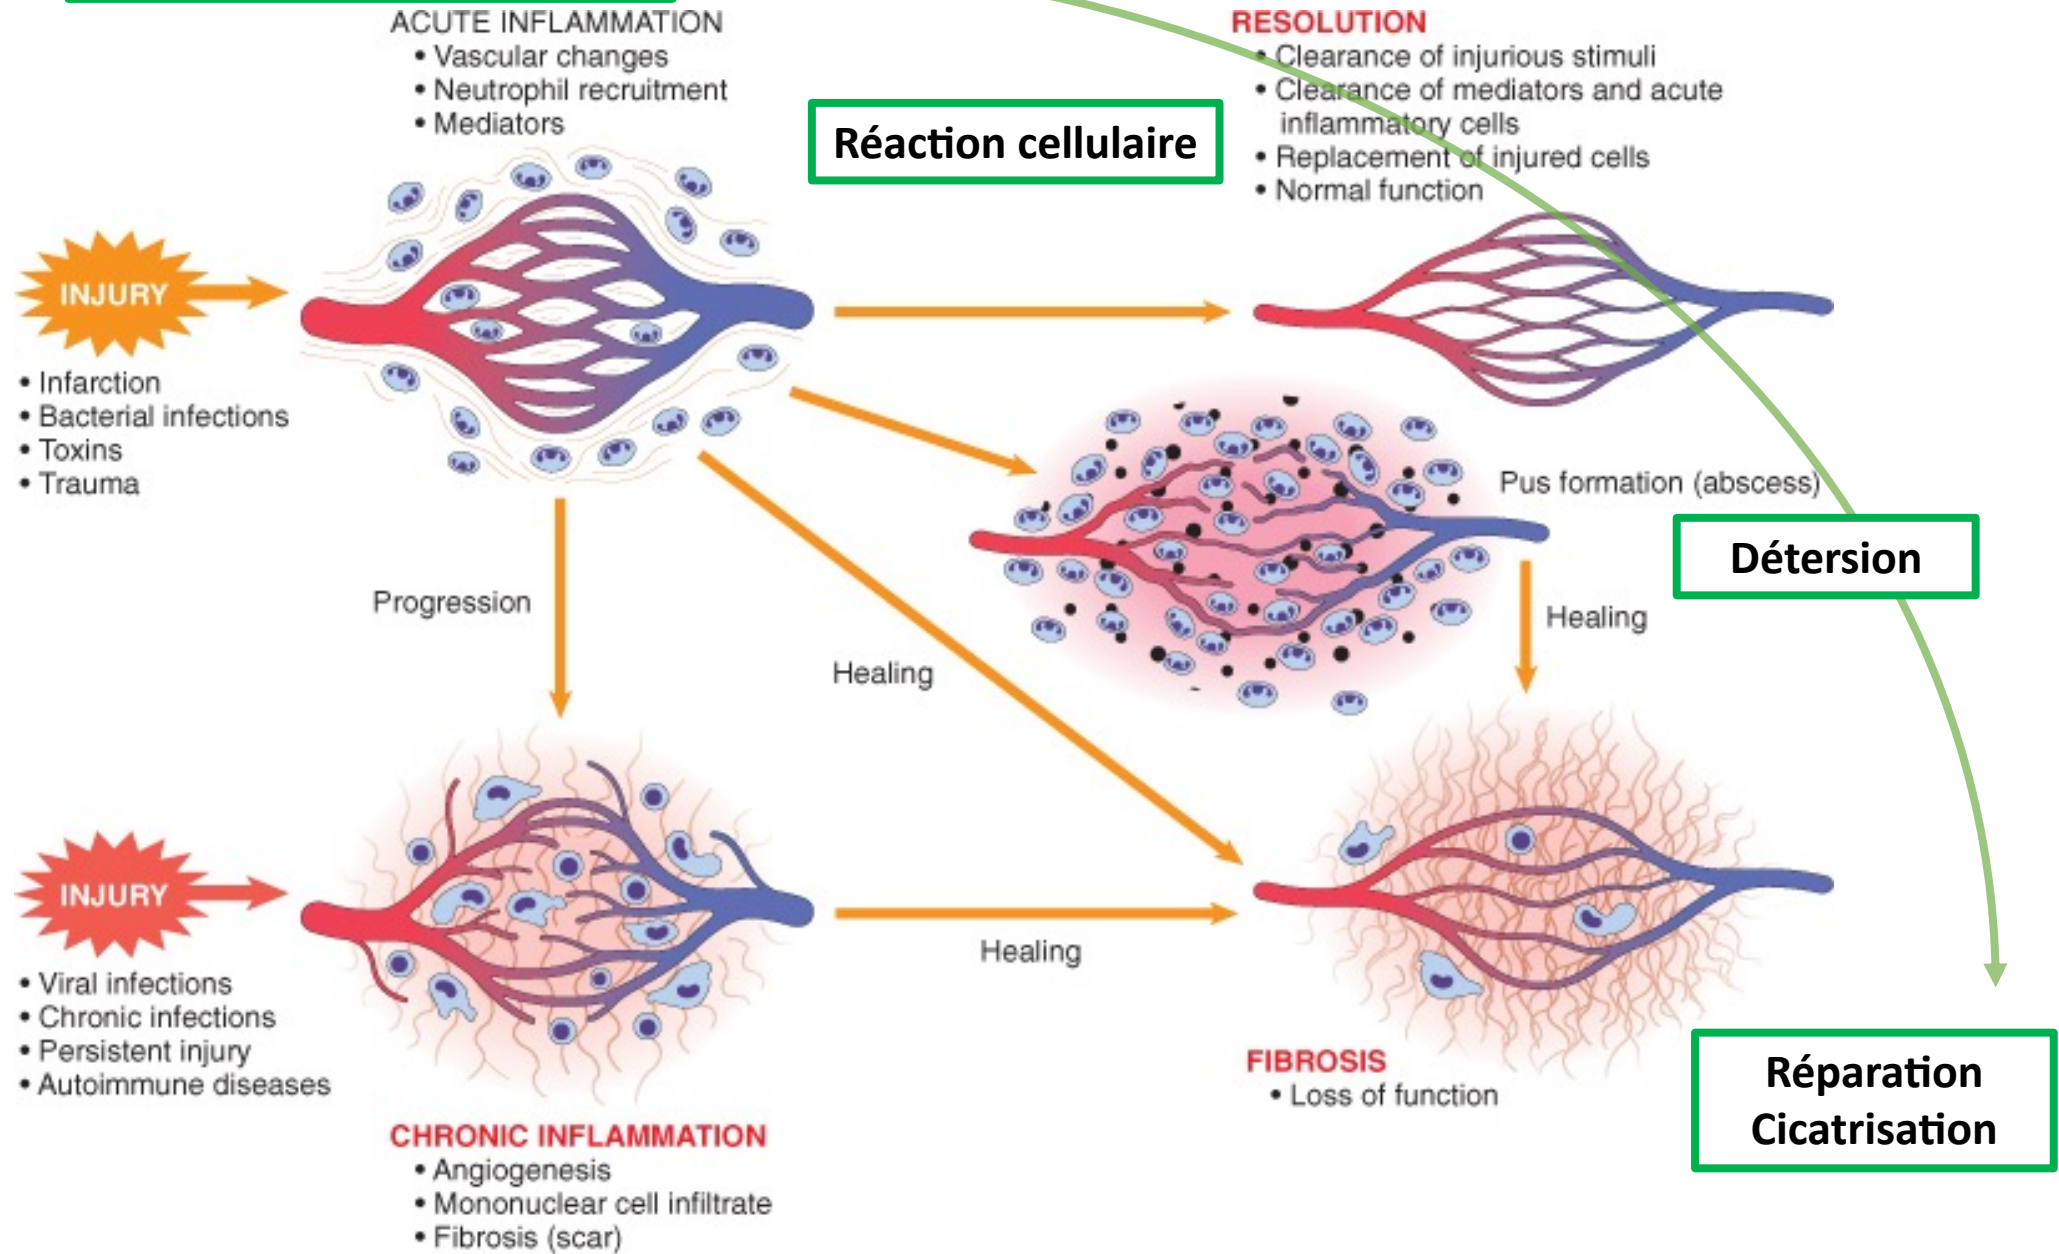 ACUTE INFLAMMATION
• Vascular changes
• Neutrophil recruitment
• Mediators
Réaction cellulaire
RESOLUTION
• Clearance of injurious stimuli
• Clearance of mediators and acute
inflammatory cells
• Replacement of injured cells
• Normal function
INJURY
• Infarction
• Bacterial infections
• Toxins
• Trauma
Pus formation (abscess)
Détersion
Progression
Healing
Healing
INJURY
• Viral infections
• Chronic infections
• Persistent injury
• Autoimmune diseases
Healing
FIBROSIS
• Loss of function
Réparation
Cicatrisation
CHRONIC INFLAMMATION
• Angiogenesis
• Mononuclear cell infiltrate
• Fibrosis (scar)